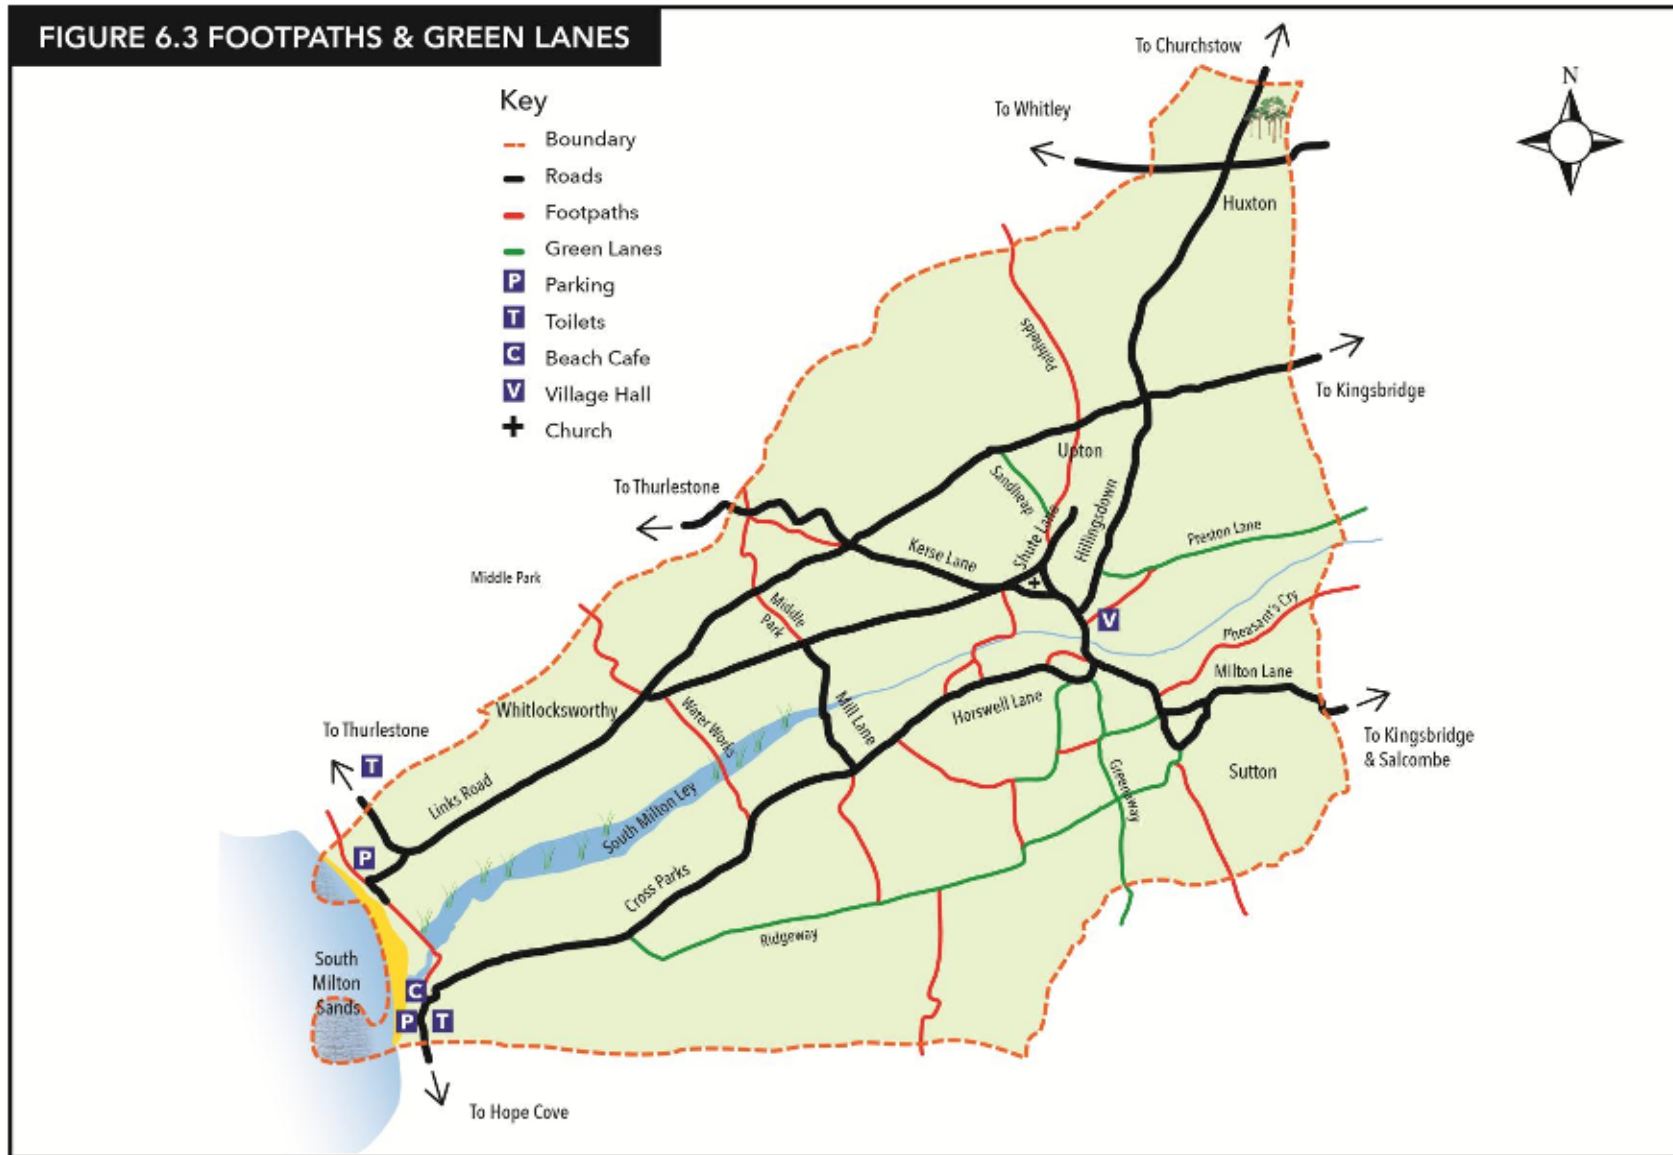 FIGURE 6.3 FOOTPATHS & GREEN LANES
Key
Boundary
Roads
Footpaths
Green Lanes
P Parking
T Toilets
C Beach Cafe
V Village Hall
Church
To Churchstow
To Whitley
N
Huxton
Pathfields
To Kingsbridge
Upton
To Thurlestone
Sandheap
Shute Lane
Hillingsdown
Preston Lane
Kerse Lane
Middle Park
Middle
Park
V
Pheasant's Cry
Milton Lane
Whitlocksworthy
Water Works
Mill Lane
Horswell Lane
To Kingsbridge
& Salcombe
To Thurlestone
T
Sutton
Greenaway
Links Road
South Milton Ley
P
Cross Parks
Ridgeway
South
Milton
Sands
C
P
T
To Hope Cove